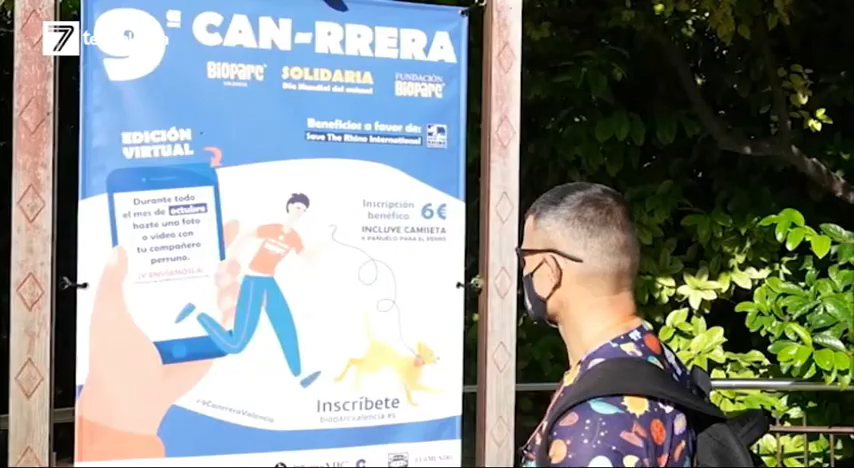 7
9ª CAN-RRERA
BIOPARC
VALENCIA
SOLIDARIA
Día Mundial del animal
FUNDACIÓN
BIOPARC
Beneficios a favor de:
Save The Rhino International
EDICIÓN
VIRTUAL
Durante todo
el mes de octubre
hazte una foto
o video con
tu compañero
perruno.
¡Y ENVÍANOSLA!
Inscripción
benéfico 6€
INCLUYE CAMISETA
Y PAÑUELO PARA EL PERRO
#9CanrreraValencia
Inscríbete
bioparcvalencia.es